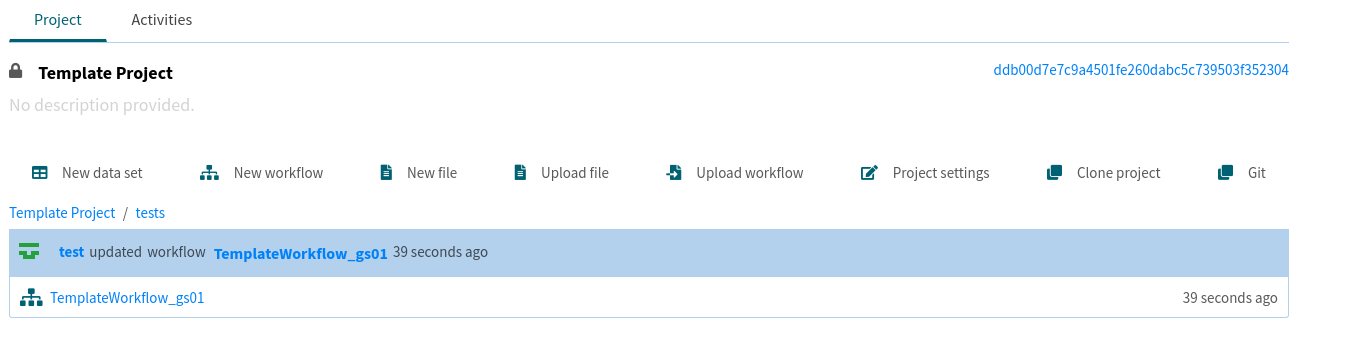 Project Activities
Template Project ddb00d7e7c9a4501fe260dabc5c739503f352304
No description provided.
New data set New workflow New file Upload file Upload workflow Project settings Clone project Git
Template Project / tests
test updated workflow TemplateWorkflow_gs01 39 seconds ago
TemplateWorkflow_gs01 39 seconds ago